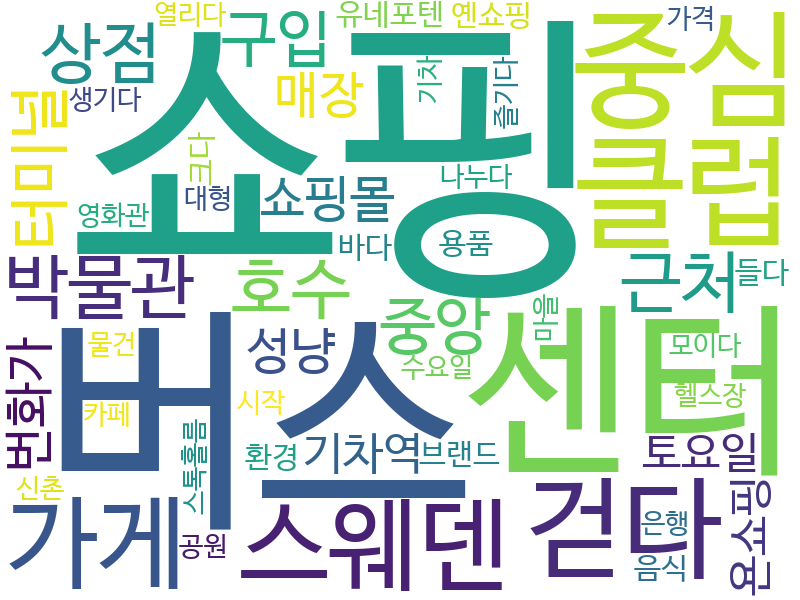 열리다
유네포텐
옌쇼핑
가격
상점
구입
쇼핑
중심
매장
기차
즐기다
생기다
터미널
크다
클럽
나누다
영화관
대형
쇼핑몰
바다
용품
박물관
호수
근처
들다
중앙
마을
버스
센터
성냥
물건
수요일
모이다
번화가
헬스장
카페
시작
스톡홀름
환경
기차역
브랜드
토요일
신촌
가게
스웨덴
걷다
은행
욘쇼핑
공원
음식